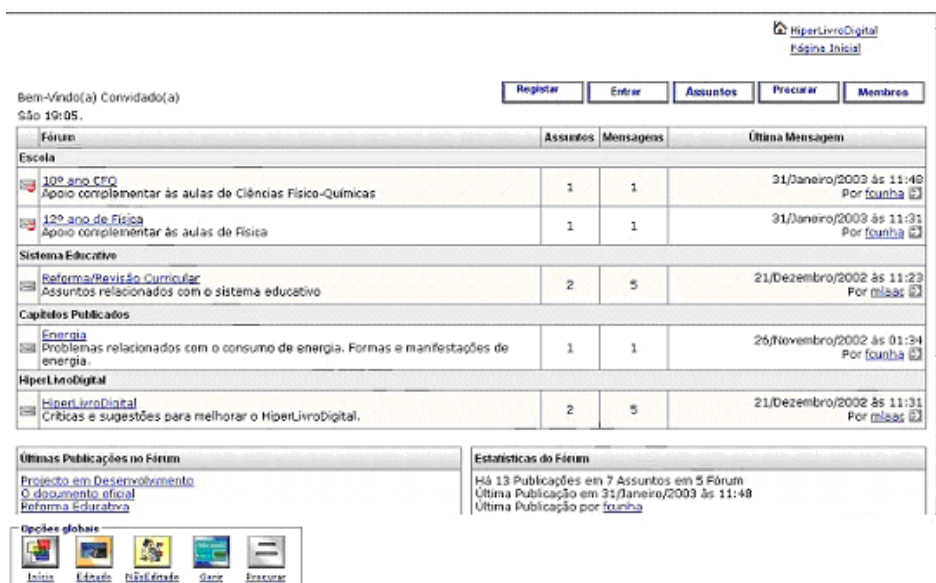 HiperLivroDigital
Página Inicial
Registar Entrar Assuntos Procurar Membros
Bem-Vindo(a) Convidado(a)
São 19:05.
Fórum Assuntos Mensagens Última Mensagem
Escola
10º ano CFQ
Apoio complementar às aulas de Ciências Físico-Químicas
1 1
31/Janeiro/2003 às 11:48
Por fcunha
12º ano de Física
Apoio complementar às aulas de Física
1 1
31/Janeiro/2003 às 11:31
Por fcunha
Sistema Educativo
Reforma/Revisão Curricular
Assuntos relacionados com o sistema educativo
2 5
21/Dezembro/2002 às 11:23
Por mlaac
Capítulos Publicados
Energia
Problemas relacionados com o consumo de energia. Formas e manifestações de
energia.
1 1
26/Novembro/2002 às 01:34
Por fcunha
HiperLivroDigital
HiperLivroDigital
Críticas e sugestões para melhorar o HiperLivroDigital.
2 5
21/Dezembro/2002 às 11:31
Por mlaac
Últimas Publicações no Fórum
Projecto em Desenvolvimento
O documento oficial
Reforma Educativa
Estatísticas do Fórum
Há 13 Publicações em 7 Assuntos em 5 Fórum
Última Publicação em 31/Janeiro/2003 às 11:48
Última Publicação por fcunha
Opções globais
Início Editado NãoEditado Gerir Procurar